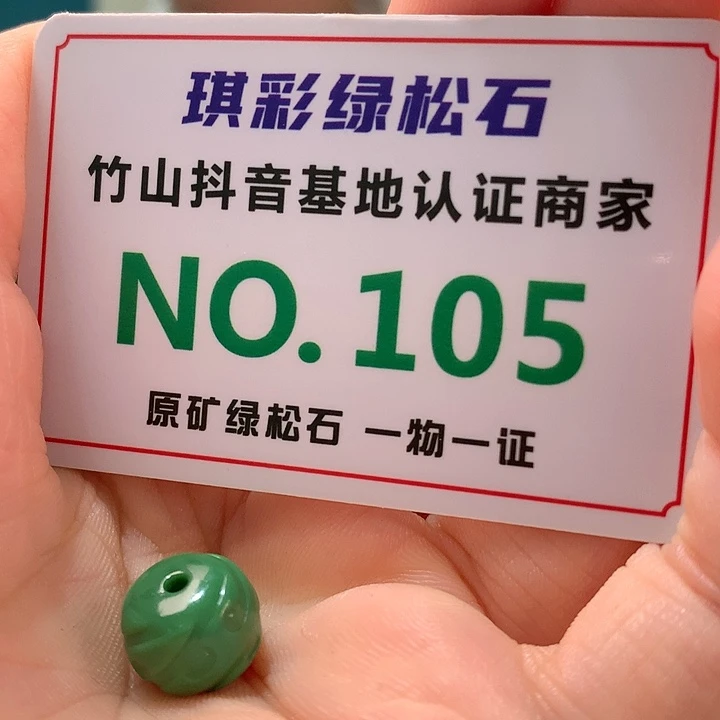 琪彩绿松石
竹山抖音基地认证商家
NO.105
原矿绿松石 一物一证